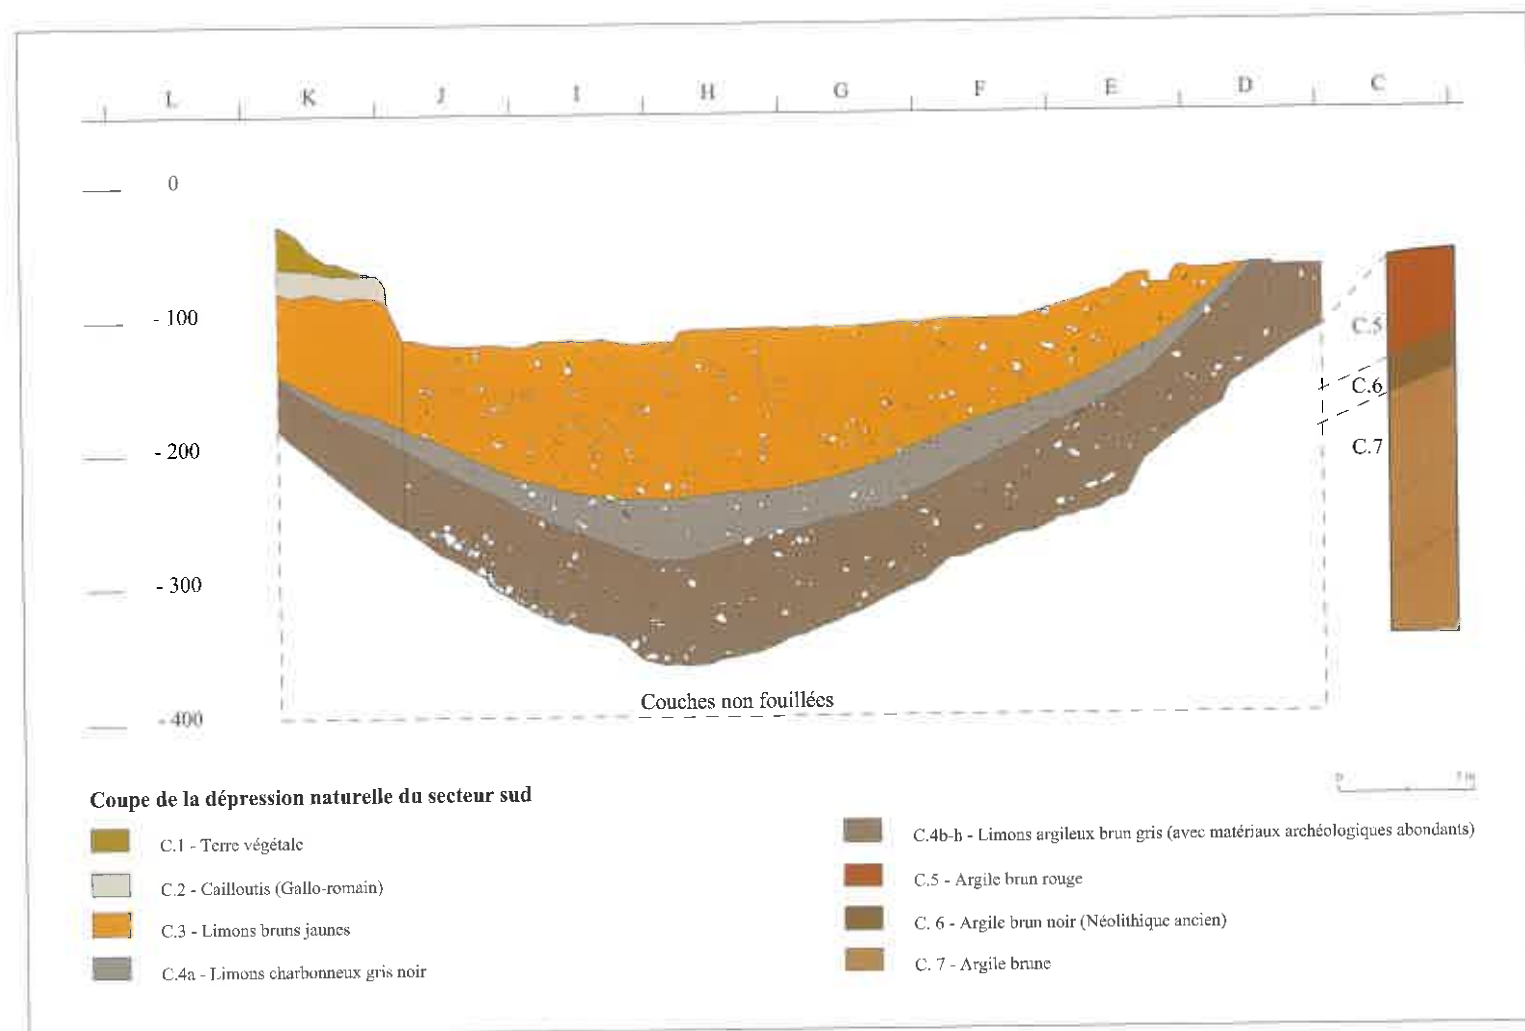 L K J I H G F E D C
0
- 100
- 200
- 300
- 400
C.5
C.6
C.7
Couches non fouillées
Coupe de la dépression naturelle du secteur sud
C.1 - Terre végétale
C.2 - Cailloutis (Gallo-romain)
C.3 - Limons bruns jaunes
C.4a - Limons charbonneux gris noir
C.4b-h - Limons argileux brun gris (avec matériaux archéologiques abondants)
C.5 - Argile brun rouge
C. 6 - Argile brun noir (Néolithique ancien)
C. 7 - Argile brune